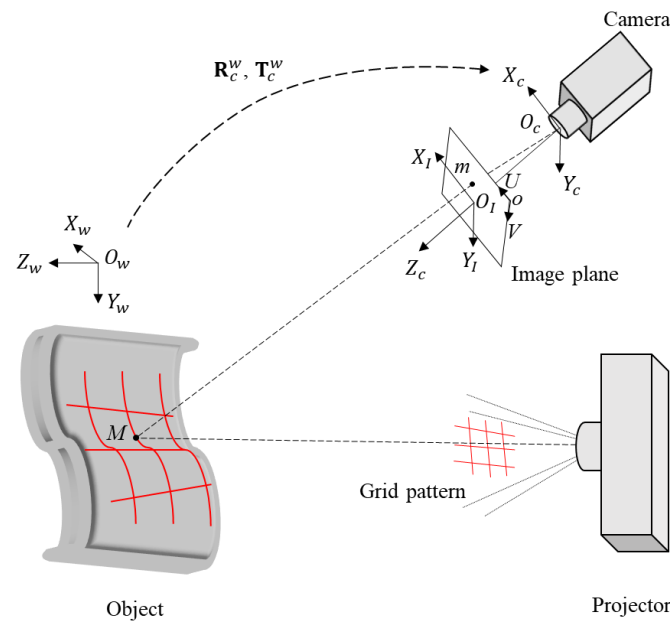 Camera
R_c^w, T_c^w
X_c
O_c
Y_c
X_I
m
U
O_I
o
V
Z_c
Y_I
Image plane
X_w
Z_w
O_w
Y_w
M
Grid pattern
Object
Projector